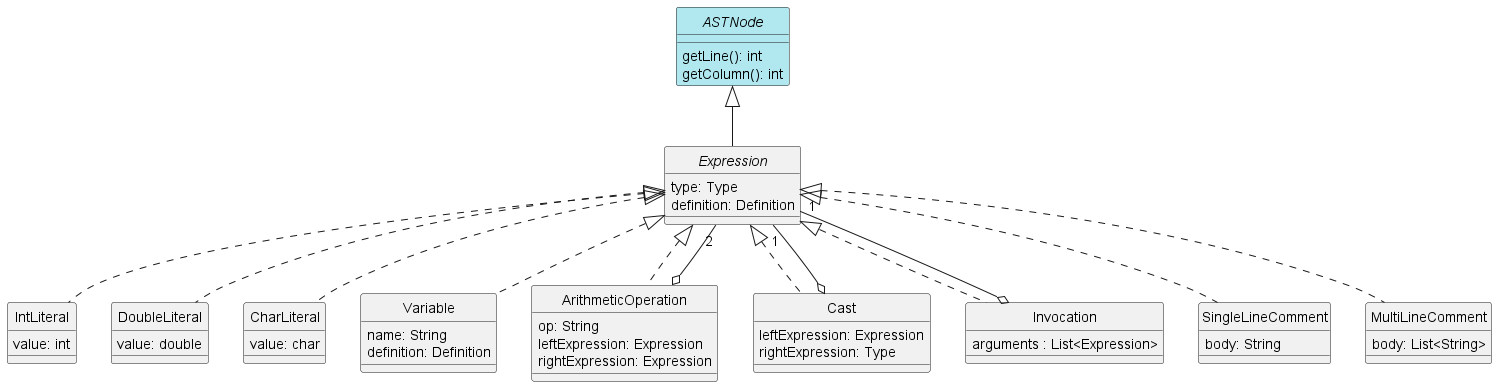 ASTNode
getLine(): int
getColumn(): int
Expression
type: Type
definition: Definition
1
2
1
IntLiteral
value: int
DoubleLiteral
value: double
CharLiteral
value: char
Variable
name: String
definition: Definition
ArithmeticOperation
op: String
leftExpression: Expression
rightExpression: Expression
Cast
leftExpression: Expression
rightExpression: Type
Invocation
arguments : List<Expression>
SingleLineComment
body: String
MultiLineComment
body: List<String>